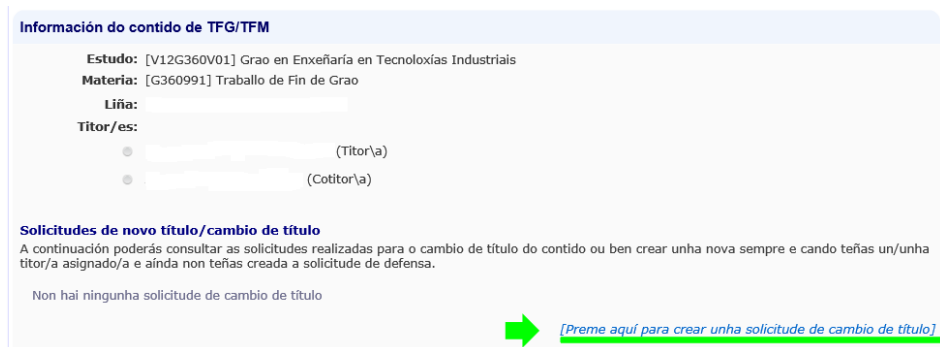 Información do contido de TFG/TFM
Estudo: [V12G360V01] Grao en Enxeñaría en Tecnoloxías Industriais
Materia: [G360991] Traballo de Fin de Grao
Liña:
Titor/es:
(Titor\a)
(Cotitor\a)
Solicitudes de novo título/cambio de título
A continuación poderás consultar as solicitudes realizadas para o cambio de título do contido ou ben crear unha nova sempre e cando teñas un/unha
titor/a asignado/a e aínda non teñas creada a solicitude de defensa.
Non hai ningunha solicitude de cambio de título
[Preme aquí para crear unha solicitude de cambio de título]